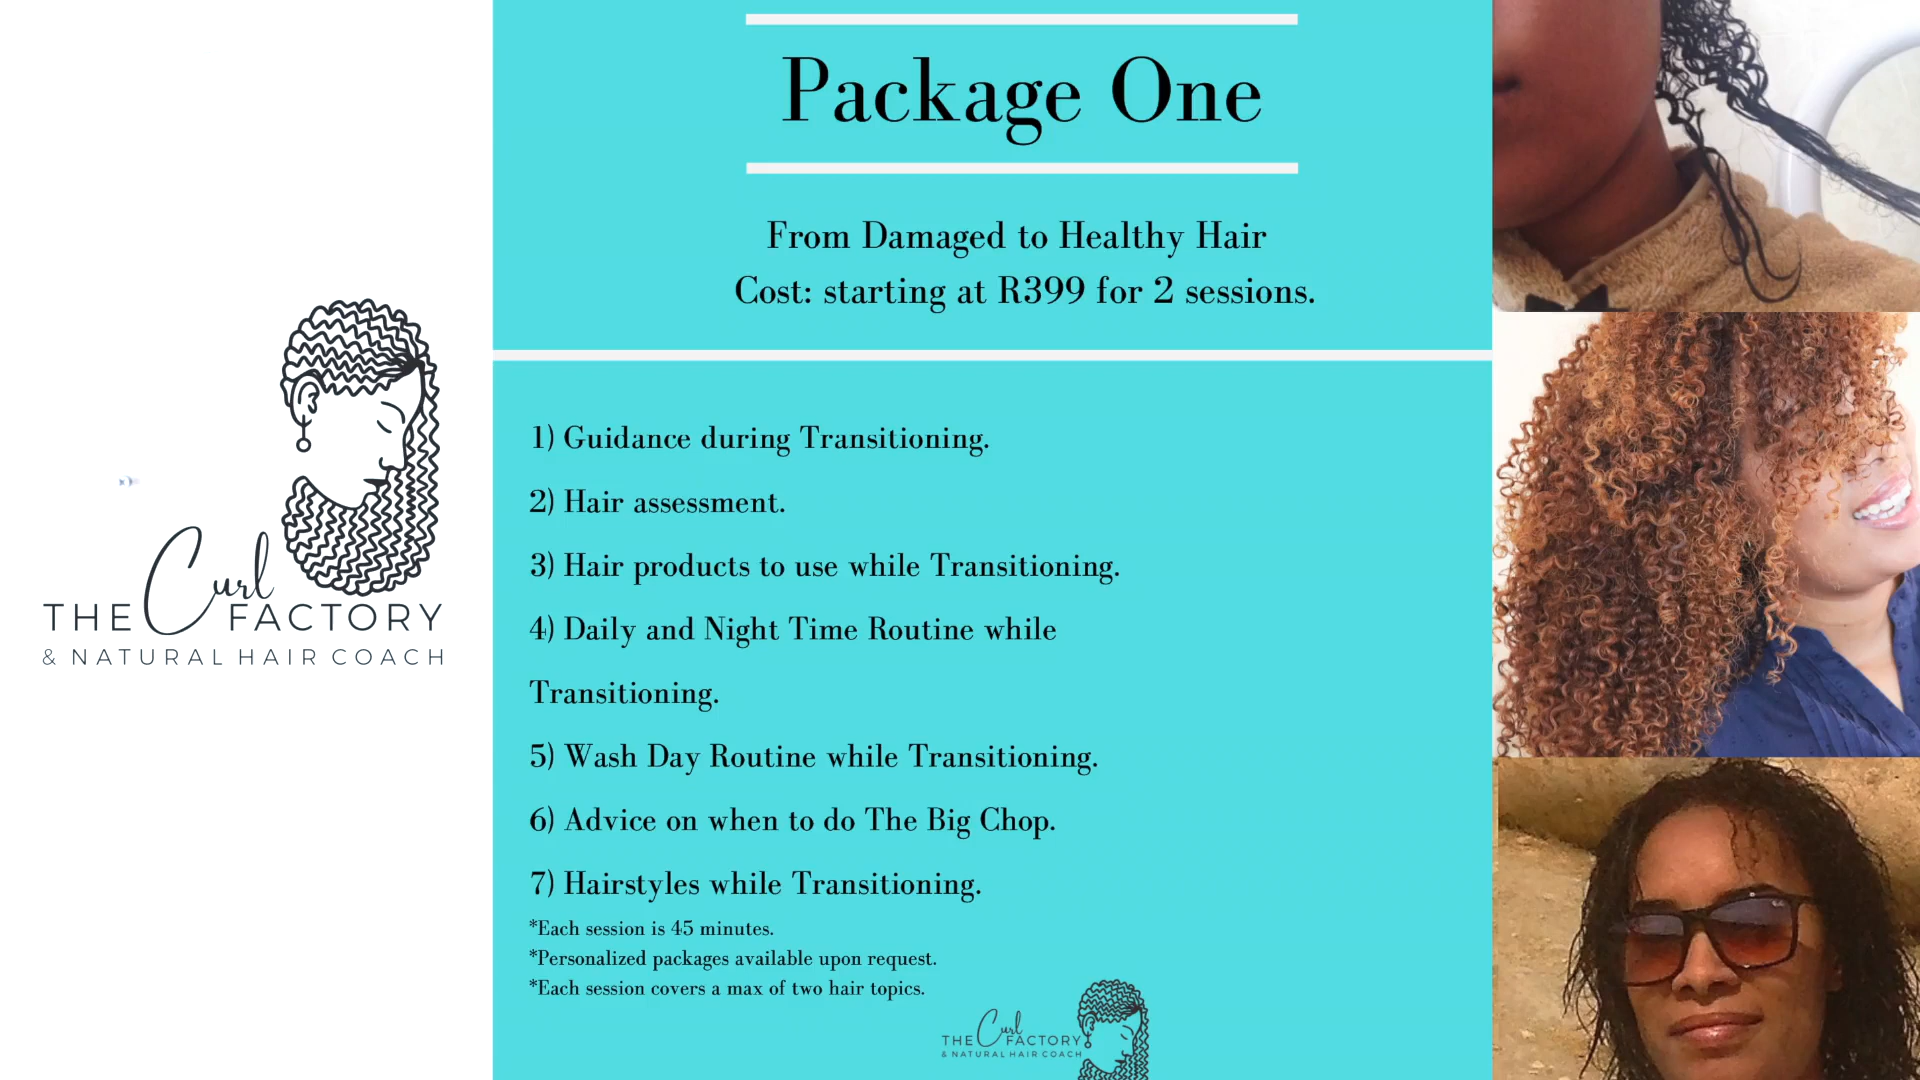 Package One
From Damaged to Healthy Hair
Cost: starting at R399 for 2 sessions.
1) Guidance during Transitioning.
2) Hair assessment.
3) Hair products to use while Transitioning.
4) Daily and Night Time Routine while
Transitioning.
5) Wash Day Routine while Transitioning.
6) Advice on when to do The Big Chop.
7) Hairstyles while Transitioning.
*Each session is 45 minutes.
*Personalized packages available upon request.
*Each session covers a max of two hair topics.
THE Curl FACTORY
& NATURAL HAIR COACH
THE Curl FACTORY
& NATURAL HAIR COACH